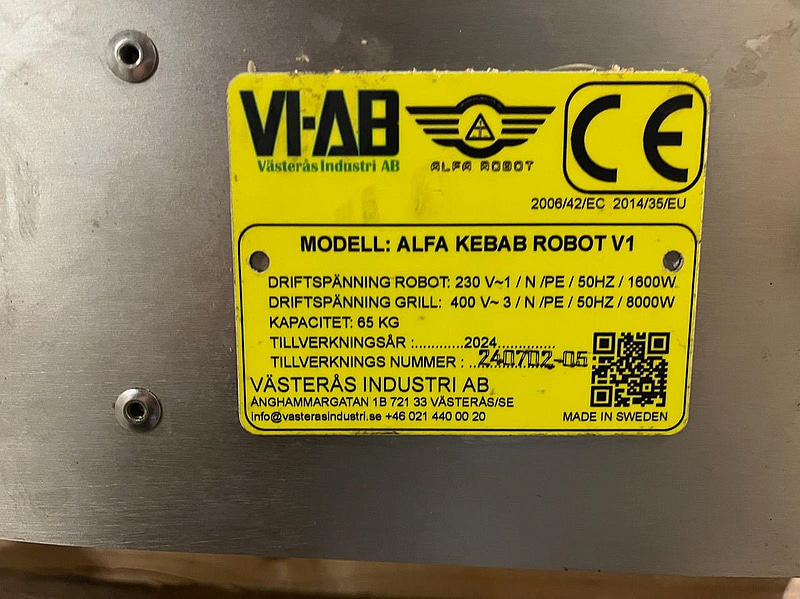 VI-AB
Västerås Industri AB
ALFA ROBOT
CE
2006/42/EC 2014/35/EU
MODELL: ALFA KEBAB ROBOT V1
DRIFTSPÄNNING ROBOT: 230 V~1 / N /PE / 50HZ / 1600W
DRIFTSPÄNNING GRILL: 400 V~ 3 / N /PE / 50HZ / 8000W
KAPACITET: 65 KG
TILLVERKNINGSÅR :............2024..............
TILLVERKNINGS NUMMER : 240702-05
VÄSTERÅS INDUSTRI AB
ÄNGHAMMARGATAN 1B 721 33 VÄSTERÅS/SE
info@vasterasindustri.se +46 021 440 00 20
MADE IN SWEDEN